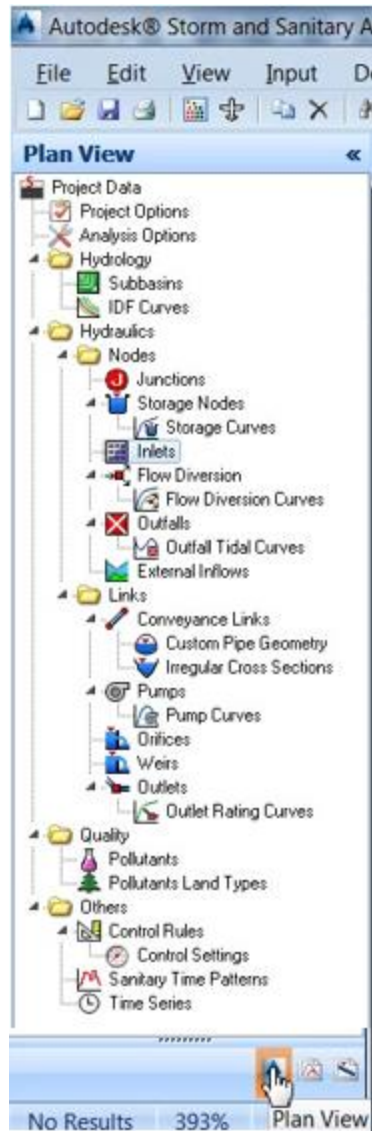 Autodesk® Storm and Sanitary A
File Edit View Input D
Plan View «
Project Data
Project Options
Analysis Options
Hydrology
Subbasins
IDF Curves
Hydraulics
Nodes
J Junctions
Storage Nodes
Storage Curves
Inlets
Flow Diversion
Flow Diversion Curves
Outfalls
Outfall Tidal Curves
External Inflows
Links
Conveyance Links
Custom Pipe Geometry
Irregular Cross Sections
Pumps
Pump Curves
Orifices
Weirs
Outlets
Outlet Rating Curves
Quality
Pollutants
Pollutants Land Types
Others
Control Rules
Control Settings
Sanitary Time Patterns
Time Series
No Results 393% Plan View